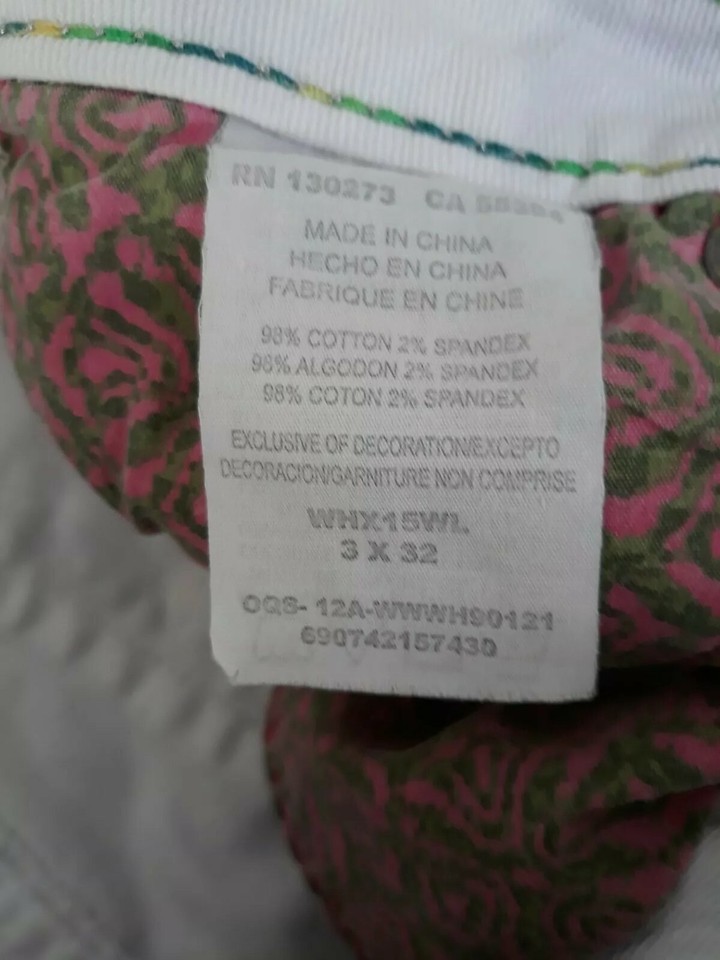 RN 130273 CA
MADE IN CHINA
HECHO EN CHINA
FABRIQUE EN CHINE
98% COTTON 2% SPANDEX
98% ALGODON 2% SPANDEX
98% COTON 2% SPANDEX
EXCLUSIVE OF DECORATION/EXCEPTO
DECORACION/GARNITURE NON COMPRISE
WHX15WL
3 X 32
OQS- 12A-WWWH90121
690742157430